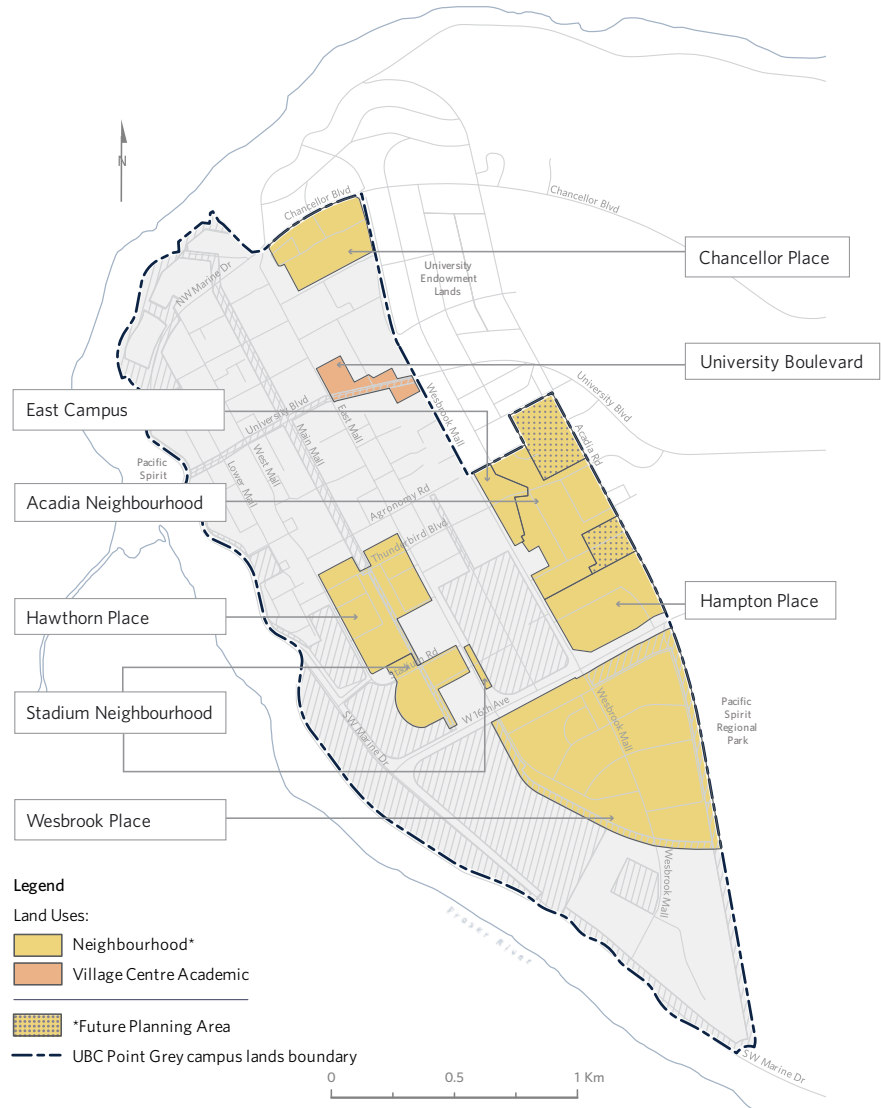 N
Chancellor Blvd
Chancellor Blvd
Chancellor Place
University
Endowment
Lands
NW Marine Dr
University Boulevard
University Blvd
Wesbrook Mall
East Campus
University Blvd
East Mall
Main Mall
West Mall
Lower Mall
Acadia Rd
Pacific
Spirit
Acadia Neighbourhood
Agronomy Rd
Thunderbird Blvd
Hampton Place
Hawthorn Place
Stadium Rd
Stadium Neighbourhood
W 16th Ave
Wesbrook Mall
SW Marine Dr
Pacific
Spirit
Regional
Park
Wesbrook Place
Wesbrook Mall
Fraser River
SW Marine Dr
Legend
Land Uses:
Neighbourhood*
Village Centre Academic
*Future Planning Area
UBC Point Grey campus lands boundary
0 0.5 1 Km